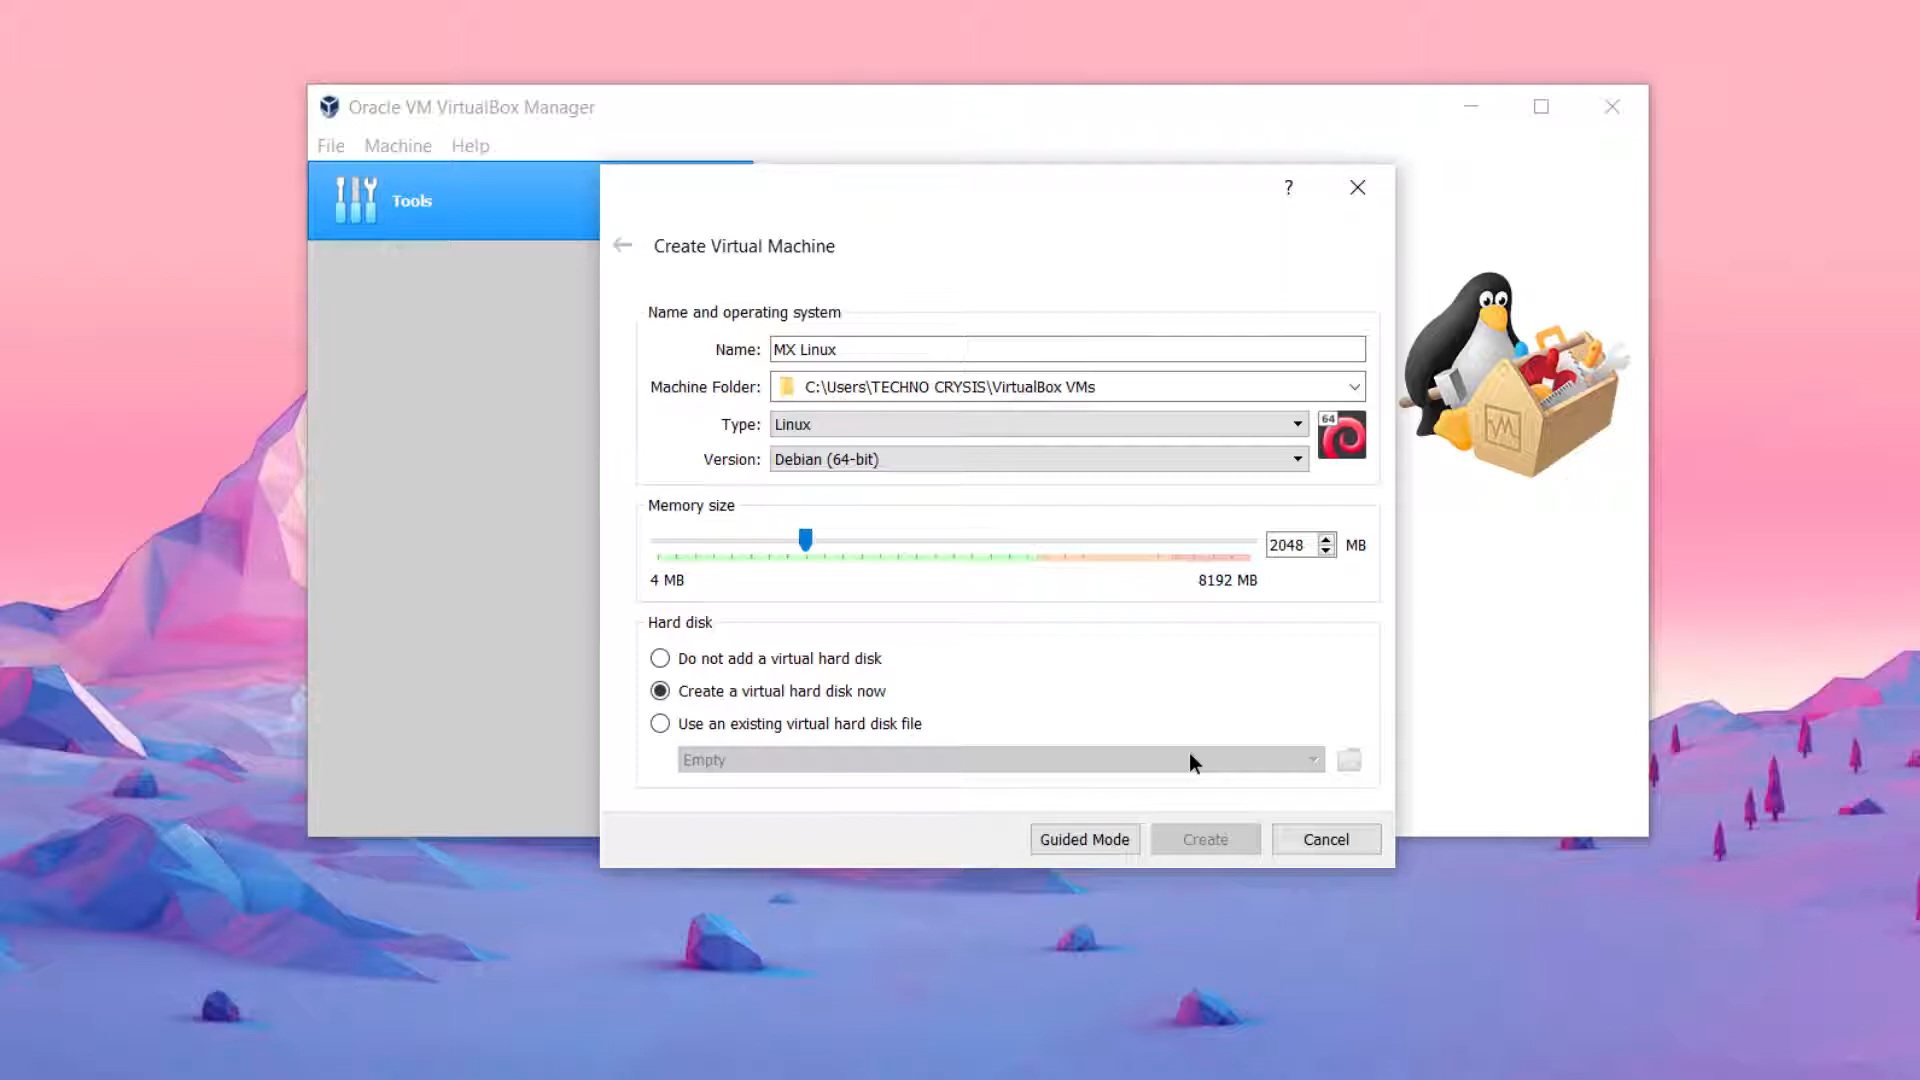 Oracle VM VirtualBox Manager
File Machine Help
Tools
?
Create Virtual Machine
Name and operating system
Name: MX Linux
Machine Folder: C:\Users\TECHNO CRYSIS\VirtualBox VMs
Type: Linux
64
Version: Debian (64-bit)
Memory size
2048 MB
4 MB 8192 MB
Hard disk
Do not add a virtual hard disk
Create a virtual hard disk now
Use an existing virtual hard disk file
Empty
Guided Mode Create Cancel